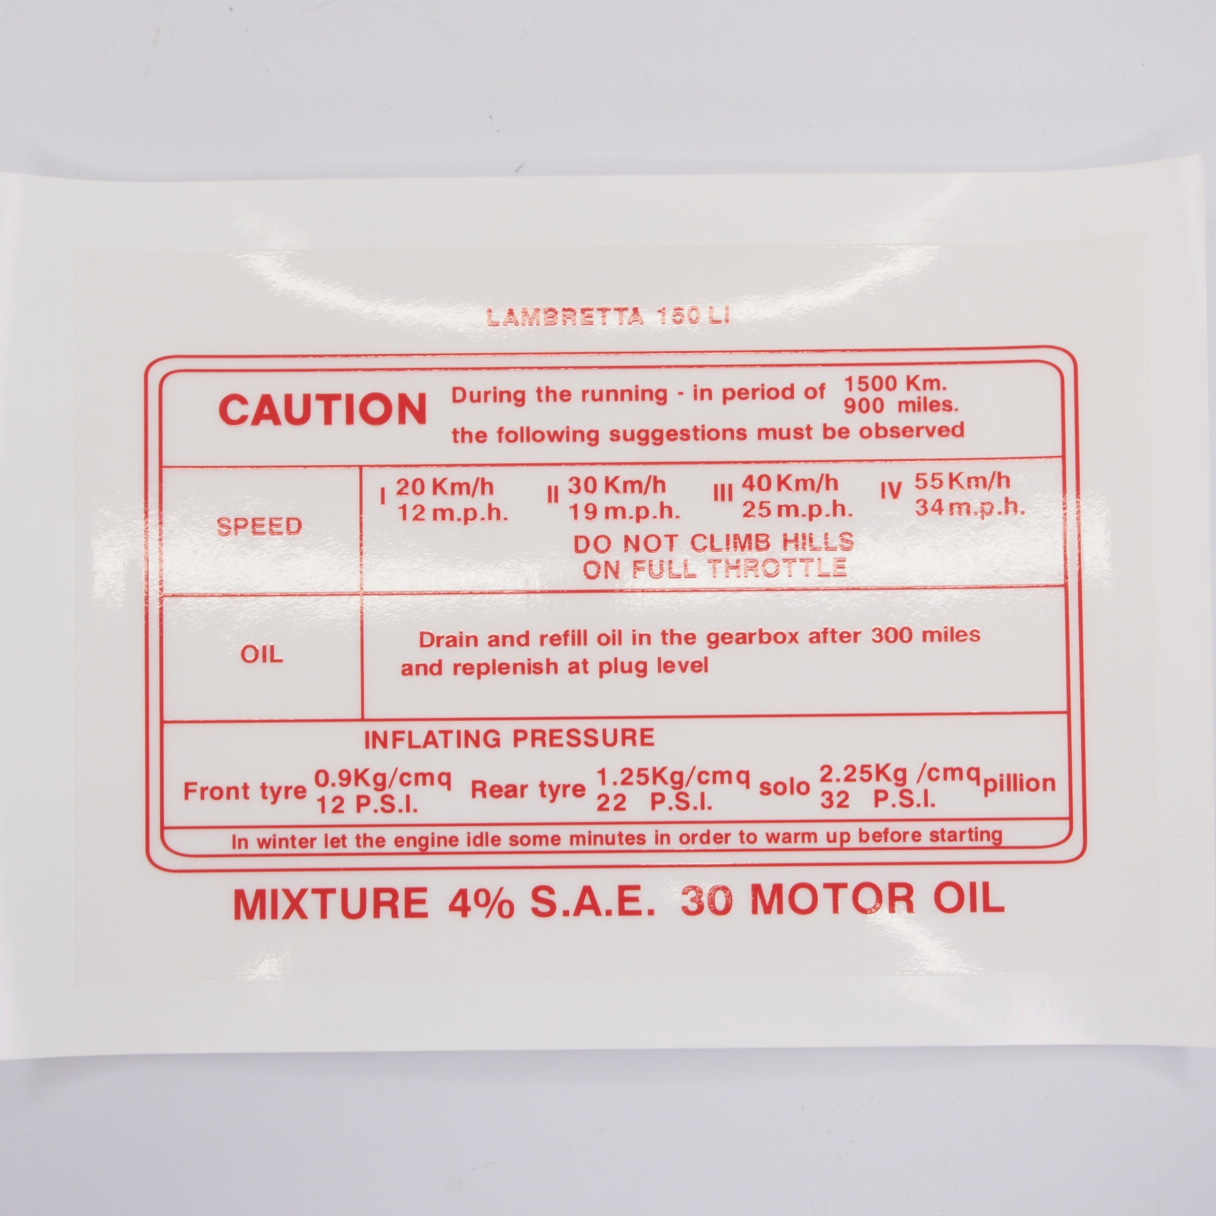 LAMBRETTA 150 LI
CAUTION During the running - in period of 1500 Km.
900 miles.
the following suggestions must be observed
SPEED
I 20 Km/h II 30 Km/h III 40 Km/h IV 55 Km/h
12 m.p.h. 19 m.p.h. 25 m.p.h. 34 m.p.h.
DO NOT CLIMB HILLS
ON FULL THROTTLE
OIL
Drain and refill oil in the gearbox after 300 miles
and replenish at plug level
INFLATING PRESSURE
Front tyre 0.9Kg/cmq Rear tyre 1.25Kg/cmq solo 2.25Kg /cmq pillion
12 P.S.I. 22 P.S.I. 32 P.S.I.
In winter let the engine idle some minutes in order to warm up before starting
MIXTURE 4% S.A.E. 30 MOTOR OIL